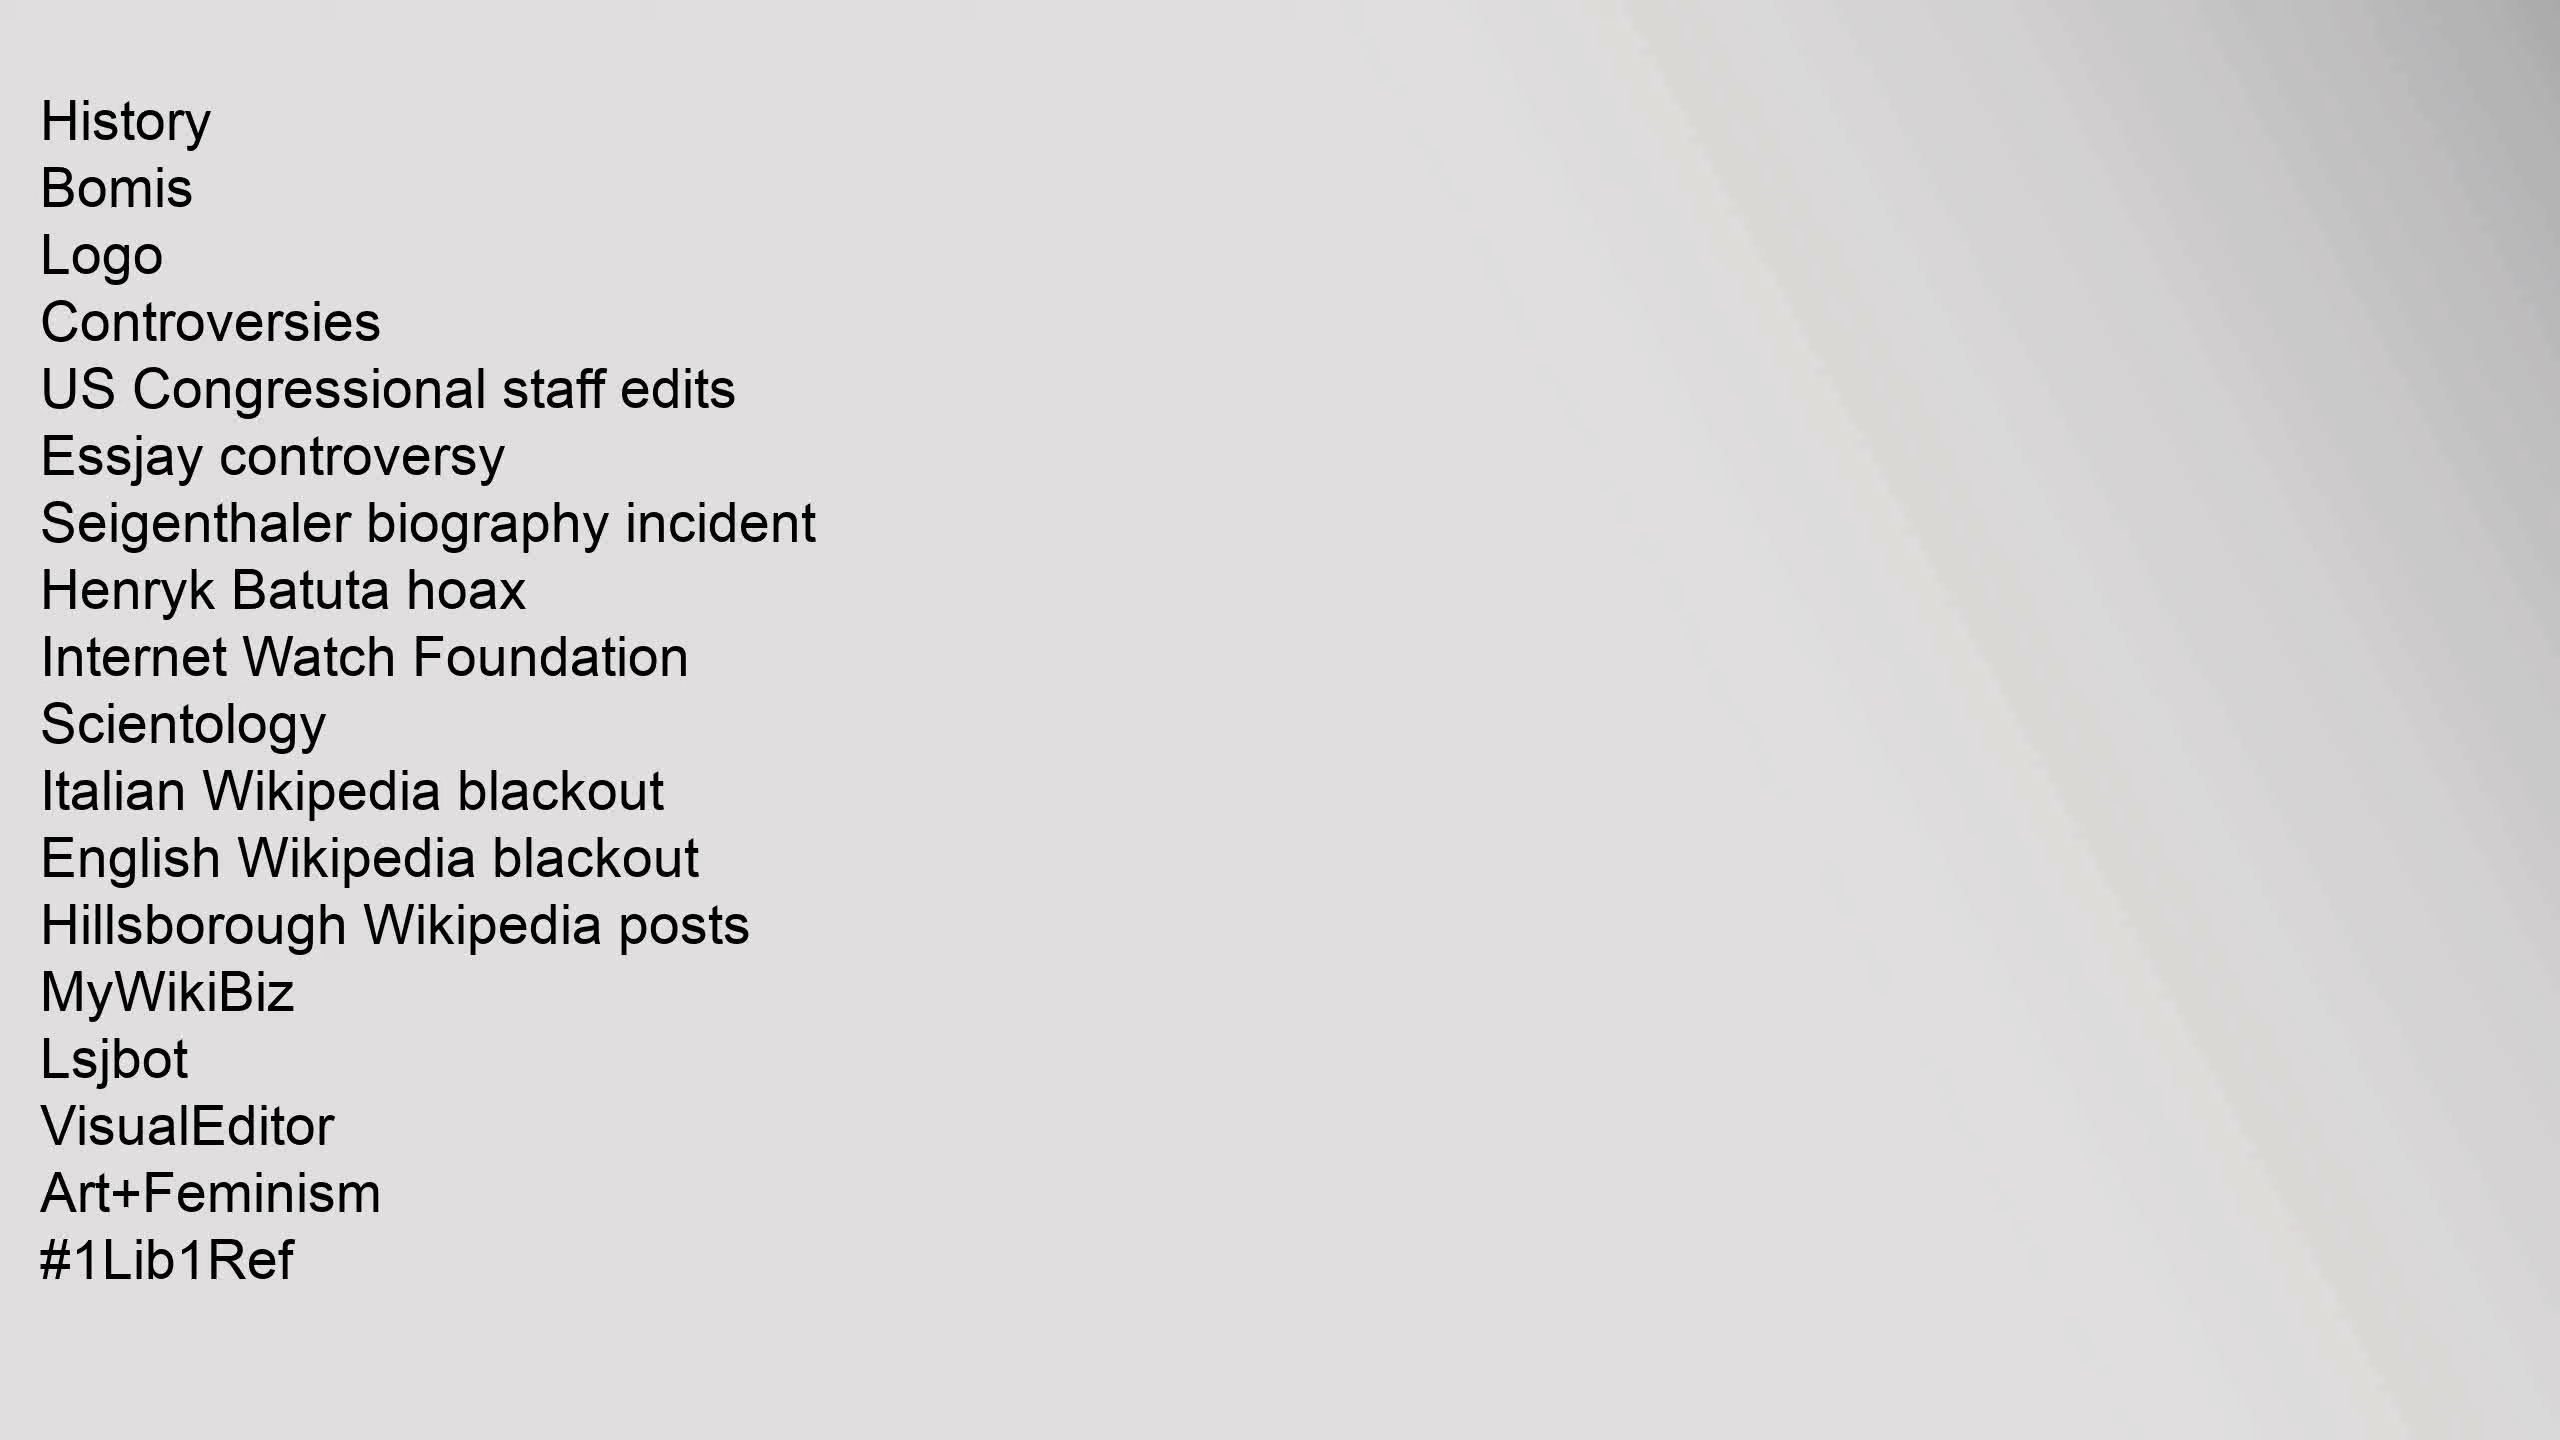 History
Bomis
Logo
Controversies
US Congressional staff edits
Essjay controversy
Seigenthaler biography incident
Henryk Batuta hoax
Internet Watch Foundation
Scientology
Italian Wikipedia blackout
English Wikipedia blackout
Hillsborough Wikipedia posts
MyWikiBiz
Lsjbot
VisualEditor
Art+Feminism
#1Lib1Ref